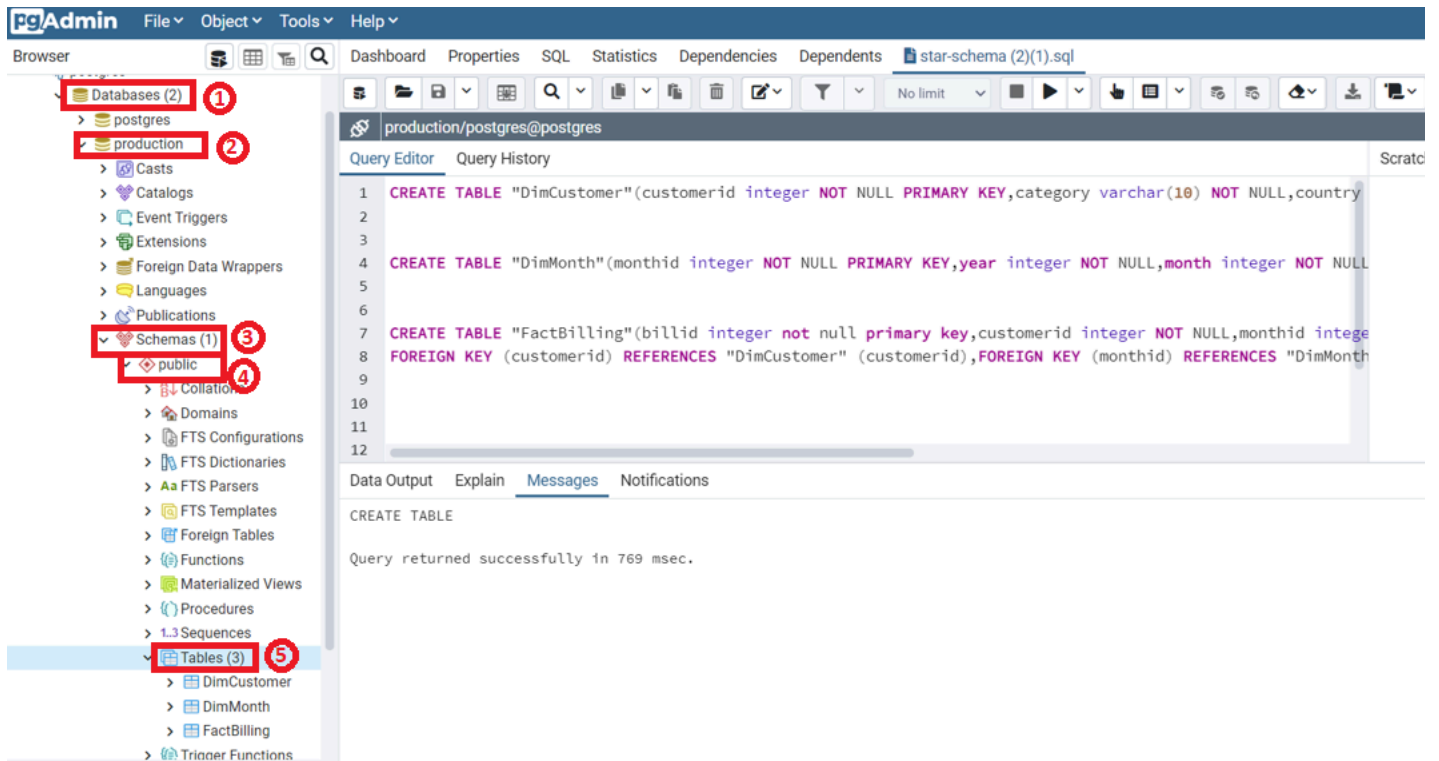 pgAdmin File Object Tools Help
Browser
Dashboard Properties SQL Statistics Dependencies Dependents star-schema (2)(1).sql
No limit
production/postgres@postgres
Query Editor Query History
Databases (2) 1
postgres
production 2
Casts
Catalogs
Event Triggers
Extensions
Foreign Data Wrappers
Languages
Publications
Schemas (1) 3
public 4
Collations
Domains
FTS Configurations
FTS Dictionaries
Aa FTS Parsers
FTS Templates
Foreign Tables
Functions
Materialized Views
Procedures
1..3 Sequences
Tables (3) 5
DimCustomer
DimMonth
FactBilling
Trigger Functions
1 CREATE TABLE "DimCustomer"(customerid integer NOT NULL PRIMARY KEY,category varchar(10) NOT NULL,country
2
3
4 CREATE TABLE "DimMonth"(monthid integer NOT NULL PRIMARY KEY,year integer NOT NULL,month integer NOT NULL
5
6
7 CREATE TABLE "FactBilling"(billid integer not null primary key,customerid integer NOT NULL,monthid intege
8 FOREIGN KEY (customerid) REFERENCES "DimCustomer" (customerid),FOREIGN KEY (monthid) REFERENCES "DimMonth
9
10
11
12
Data Output Explain Messages Notifications
CREATE TABLE
Query returned successfully in 769 msec.